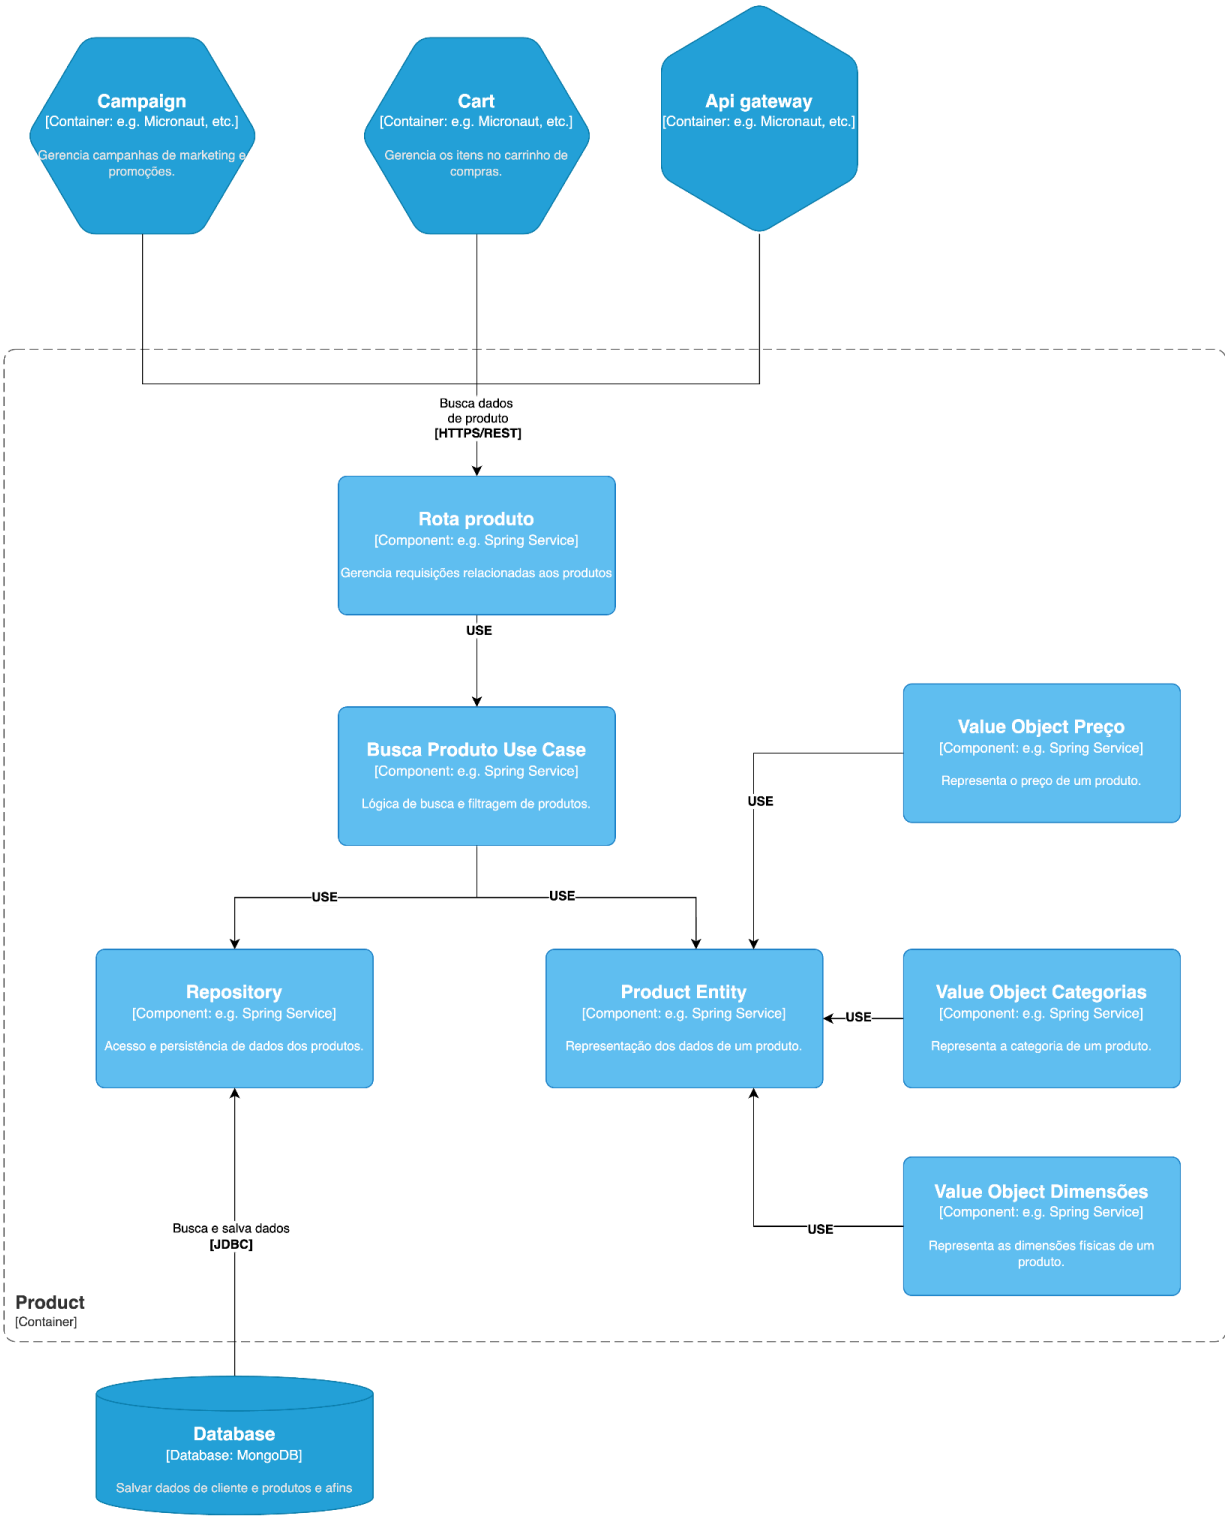 Campaign
[Container: e.g. Micronaut, etc.]
Gerencia campanhas de marketing e
promoções.
Cart
[Container: e.g. Micronaut, etc.]
Gerencia os itens no carrinho de
compras.
Api gateway
[Container: e.g. Micronaut, etc.]
Busca dados
de produto
[HTTPS/REST]
Rota produto
[Component: e.g. Spring Service]
Gerencia requisições relacionadas aos produtos
USE
Busca Produto Use Case
[Component: e.g. Spring Service]
Lógica de busca e filtragem de produtos.
Value Object Preço
[Component: e.g. Spring Service]
Representa o preço de um produto.
USE
USE
USE
Repository
[Component: e.g. Spring Service]
Acesso e persistência de dados dos produtos.
Product Entity
[Component: e.g. Spring Service]
Representação dos dados de um produto.
USE
Value Object Categorias
[Component: e.g. Spring Service]
Representa a categoria de um produto.
Value Object Dimensões
[Component: e.g. Spring Service]
Representa as dimensões físicas de um
produto.
USE
Busca e salva dados
[JDBC]
Product
[Container]
Database
[Database: MongoDB]
Salvar dados de cliente e produtos e afins